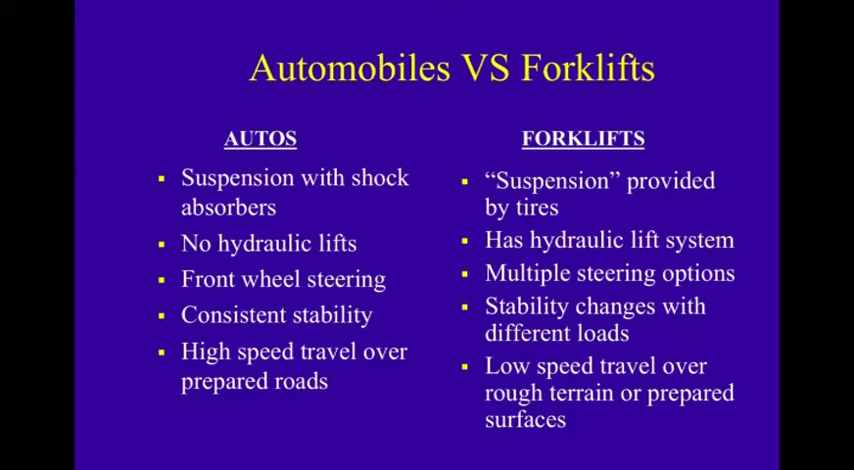 Automobiles VS Forklifts
AUTOS
Suspension with shock
absorbers
No hydraulic lifts
Front wheel steering
Consistent stability
High speed travel over
prepared roads
FORKLIFTS
“Suspension” provided
by tires
Has hydraulic lift system
Multiple steering options
Stability changes with
different loads
Low speed travel over
rough terrain or prepared
surfaces